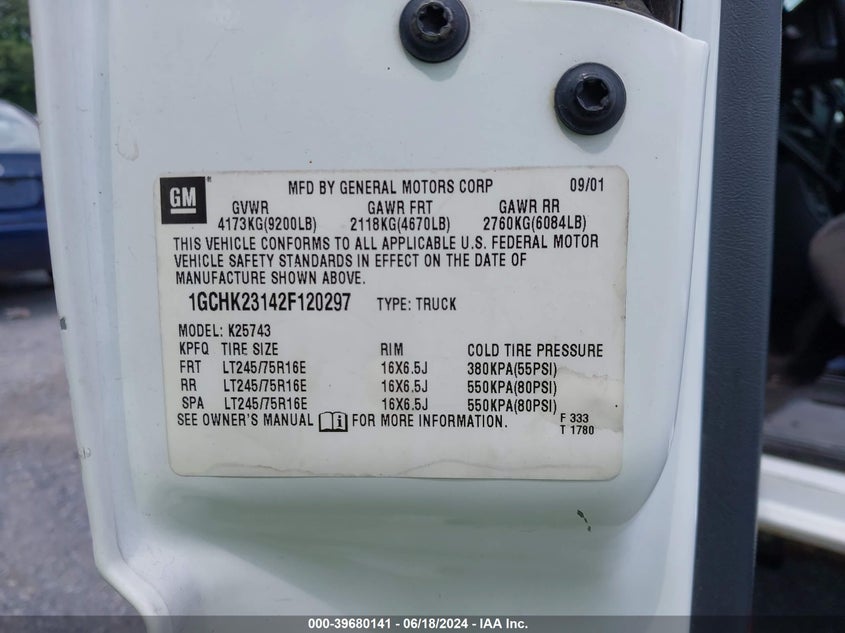 GM
MFD BY GENERAL MOTORS CORP 09/01
GVWR GAWR FRT GAWR RR
4173KG(9200LB) 2118KG(4670LB) 2760KG(6084LB)
THIS VEHICLE CONFORMS TO ALL APPLICABLE U.S. FEDERAL MOTOR
VEHICLE SAFETY STANDARDS IN EFFECT ON THE DATE OF
MANUFACTURE SHOWN ABOVE.
1GCHK23142F120297 TYPE: TRUCK
MODEL: K25743
KPFQ TIRE SIZE RIM COLD TIRE PRESSURE
FRT LT245/75R16E 16X6.5J 380KPA(55PSI)
RR LT245/75R16E 16X6.5J 550KPA(80PSI)
SPA LT245/75R16E 16X6.5J 550KPA(80PSI)
SEE OWNER'S MANUAL FOR MORE INFORMATION.
F 333
T 1780
000-39680141 - 06/18/2024 - IAA Inc.